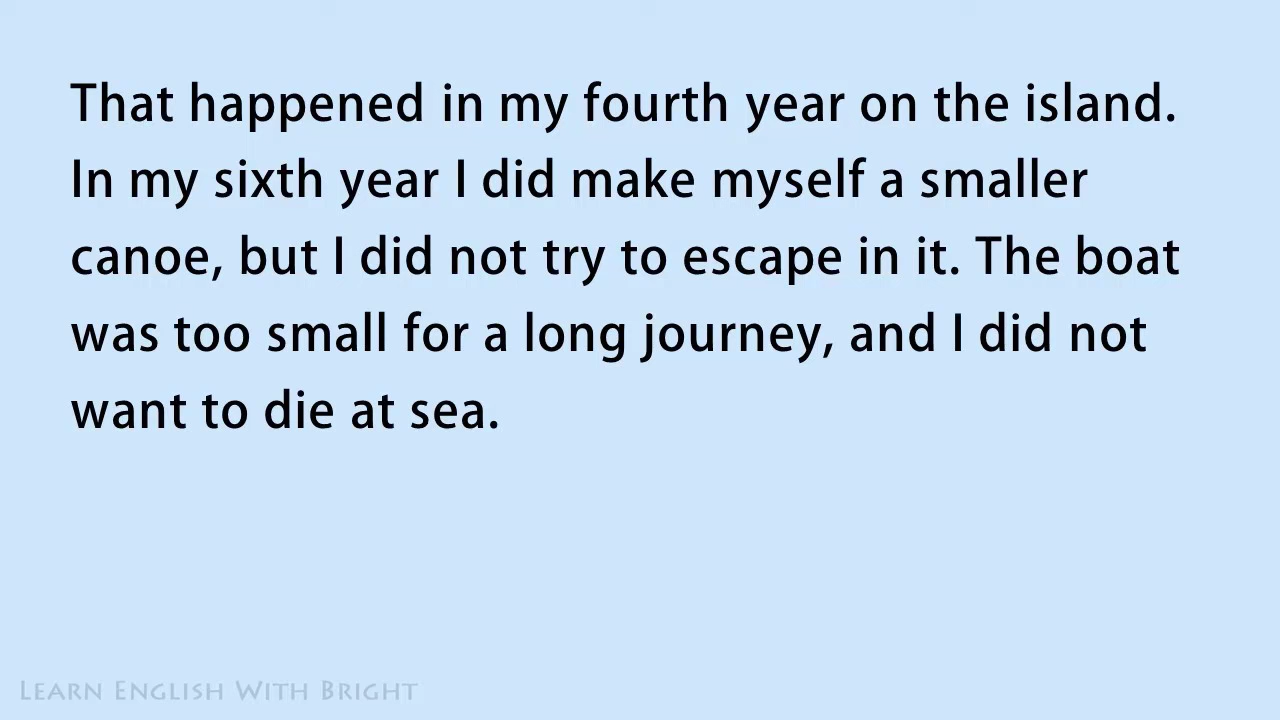 That happened in my fourth year on the island.
In my sixth year I did make myself a smaller
canoe, but I did not try to escape in it. The boat
was too small for a long journey, and I did not
want to die at sea.
Learn English With Bright